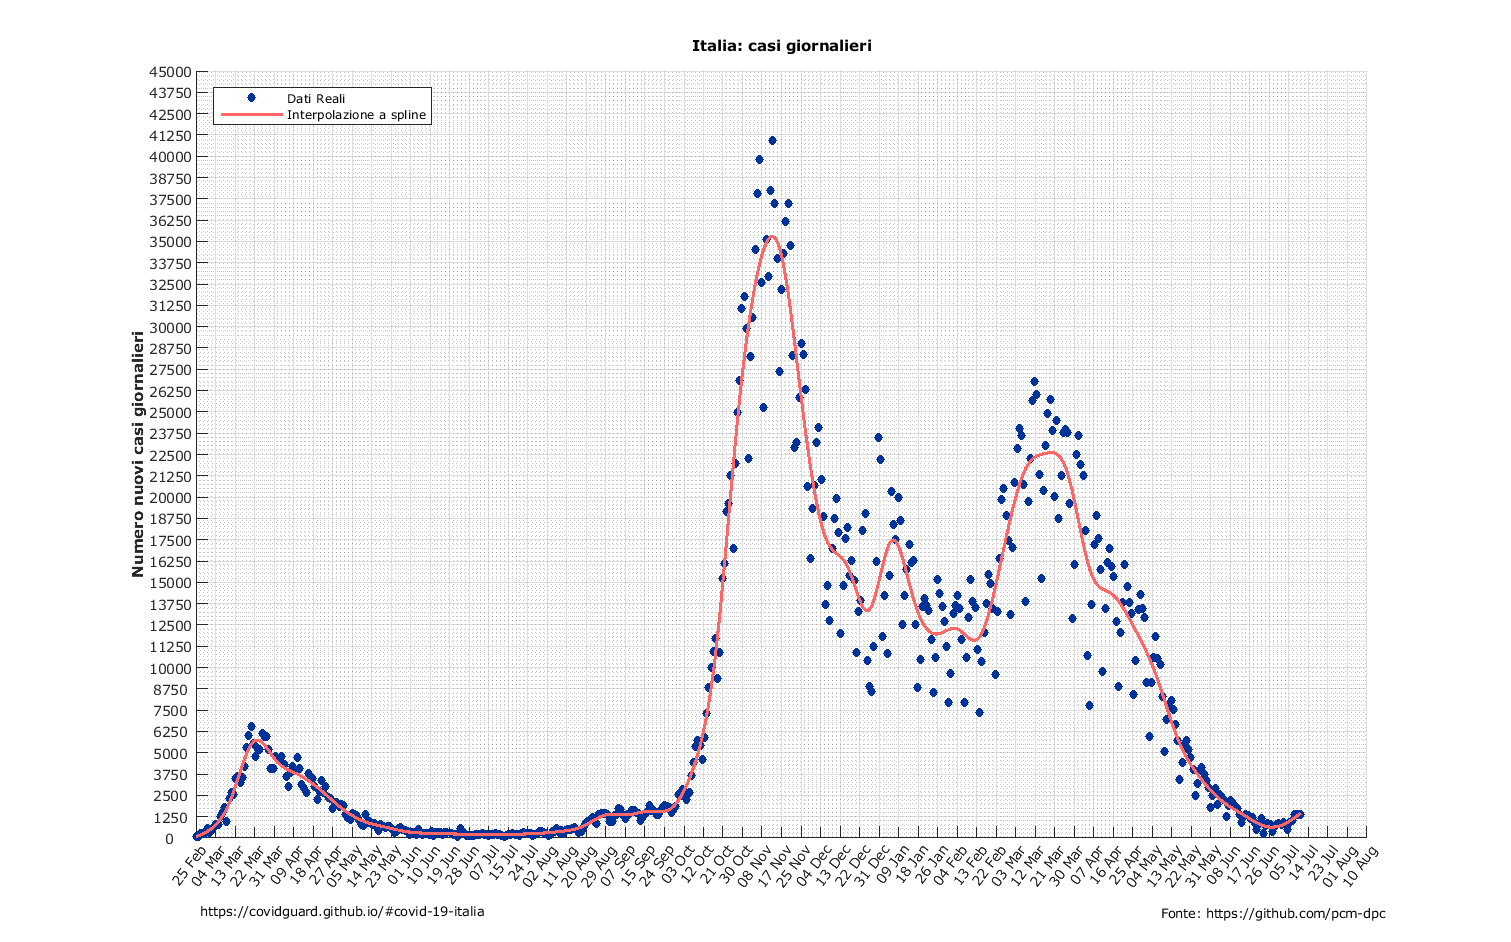 Italia: casi giornalieri
Dati Reali
Interpolazione a spline
Numero nuovi casi giornalieri
45000
43750
42500
41250
40000
38750
37500
36250
35000
33750
32500
31250
30000
28750
27500
26250
25000
23750
22500
21250
20000
18750
17500
16250
15000
13750
12500
11250
10000
8750
7500
6250
5000
3750
2500
1250
0
25 Feb
04 Mar
13 Mar
22 Mar
31 Mar
09 Apr
18 Apr
27 Apr
05 May
14 May
23 May
01 Jun
10 Jun
19 Jun
28 Jun
07 Jul
15 Jul
24 Jul
02 Aug
11 Aug
20 Aug
29 Aug
07 Sep
15 Sep
24 Sep
03 Oct
12 Oct
21 Oct
30 Oct
08 Nov
17 Nov
25 Nov
04 Dec
13 Dec
22 Dec
31 Dec
09 Jan
18 Jan
26 Jan
04 Feb
13 Feb
22 Feb
03 Mar
12 Mar
21 Mar
30 Mar
07 Apr
16 Apr
25 Apr
04 May
13 May
22 May
31 May
08 Jun
17 Jun
26 Jun
05 Jul
14 Jul
23 Jul
01 Aug
10 Aug
https://covidguard.github.io/#covid-19-italia
Fonte: https://github.com/pcm-dpc